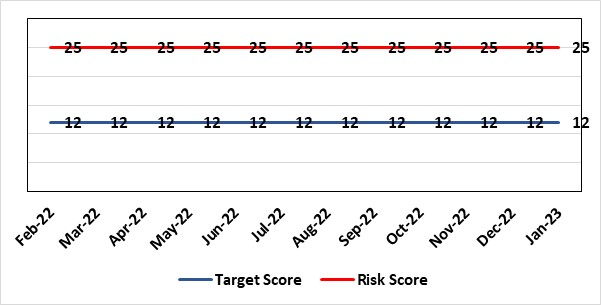 25 25 25 25 25 25 25 25 25 25 25 25
12 12 12 12 12 12 12 12 12 12 12 12
Feb-22 Mar-22 Apr-22 May-22 Jun-22 Jul-22 Aug-22 Sep-22 Oct-22 Nov-22 Dec-22 Jan-23
Target Score Risk Score